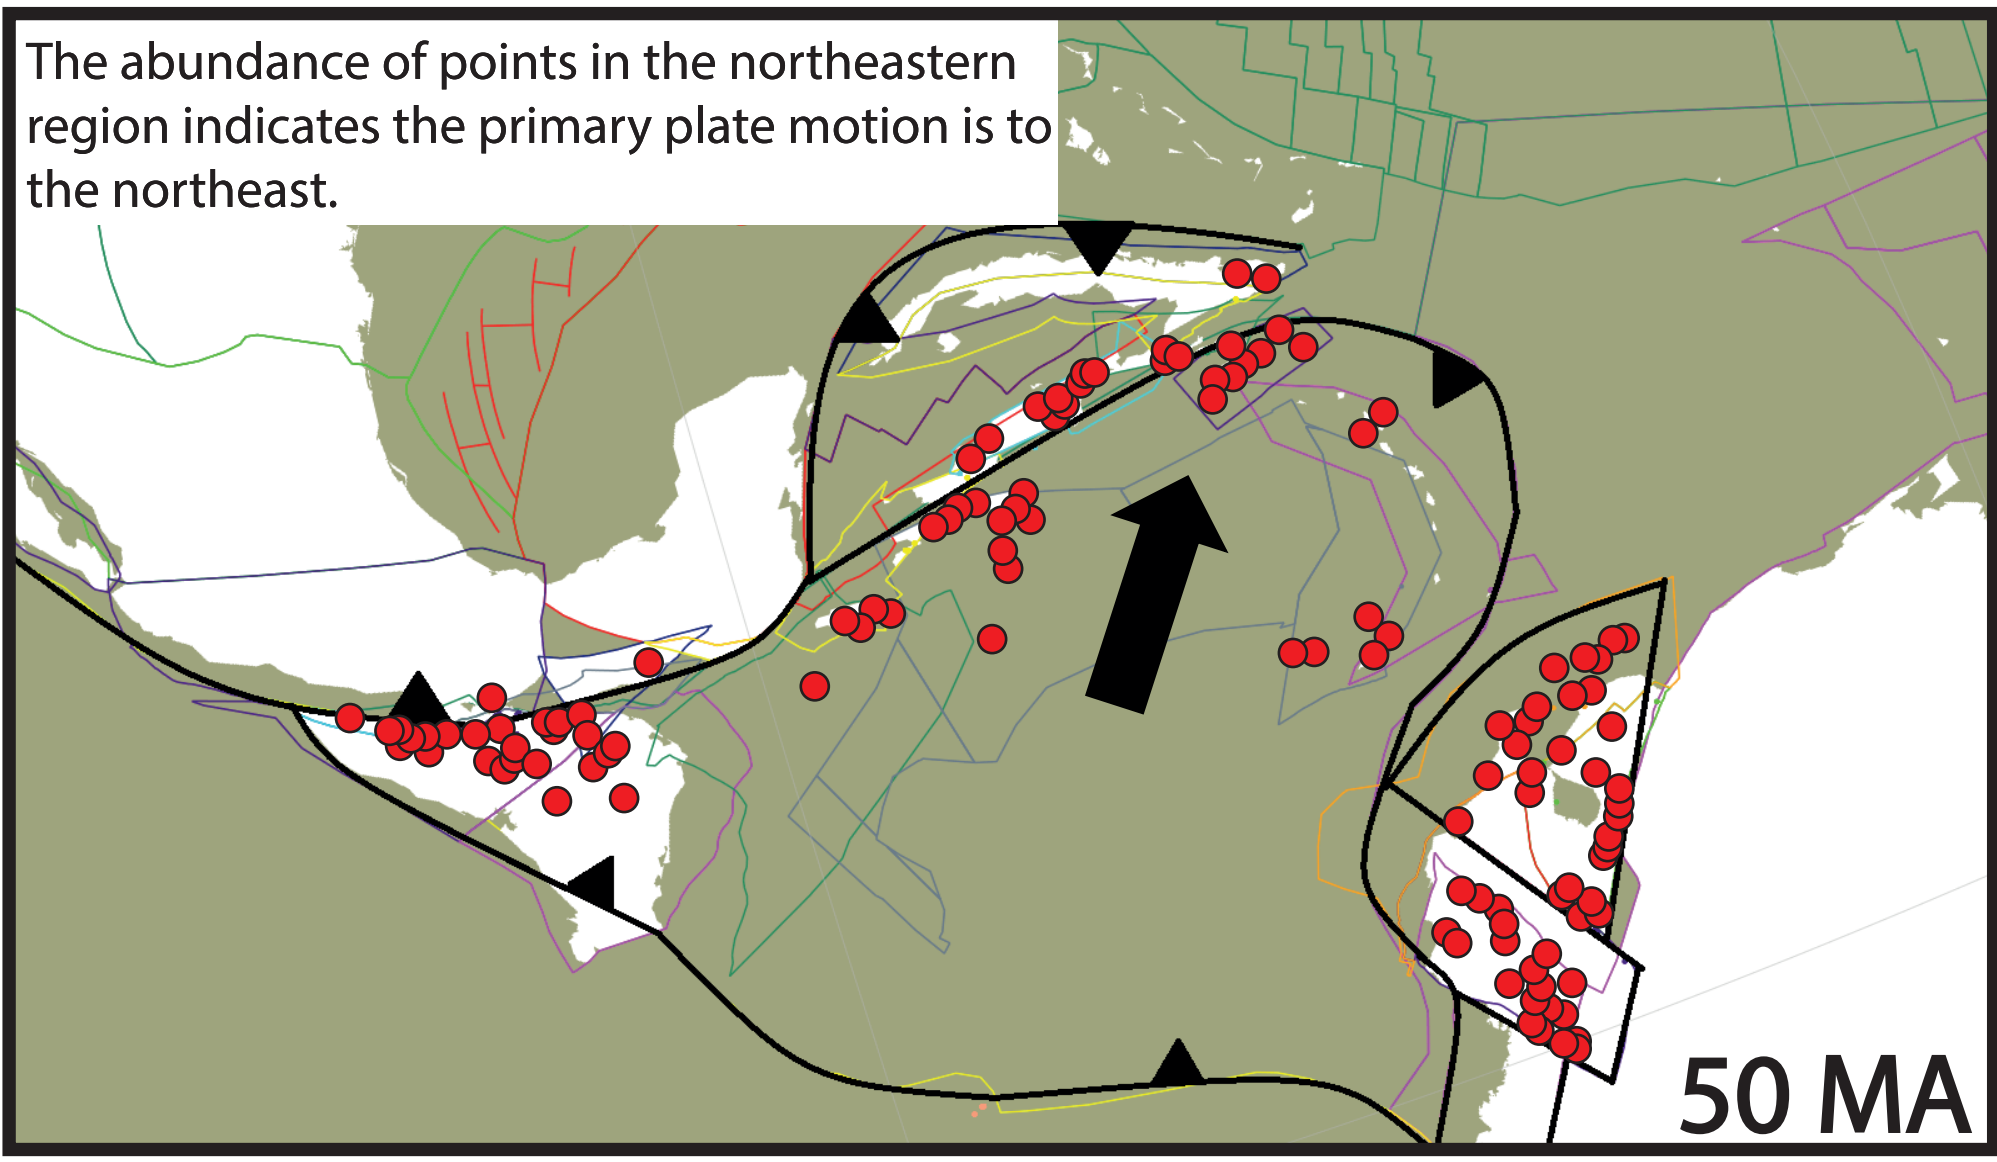 The abundance of points in the northeastern
region indicates the primary plate motion is to
the northeast.
50 MA